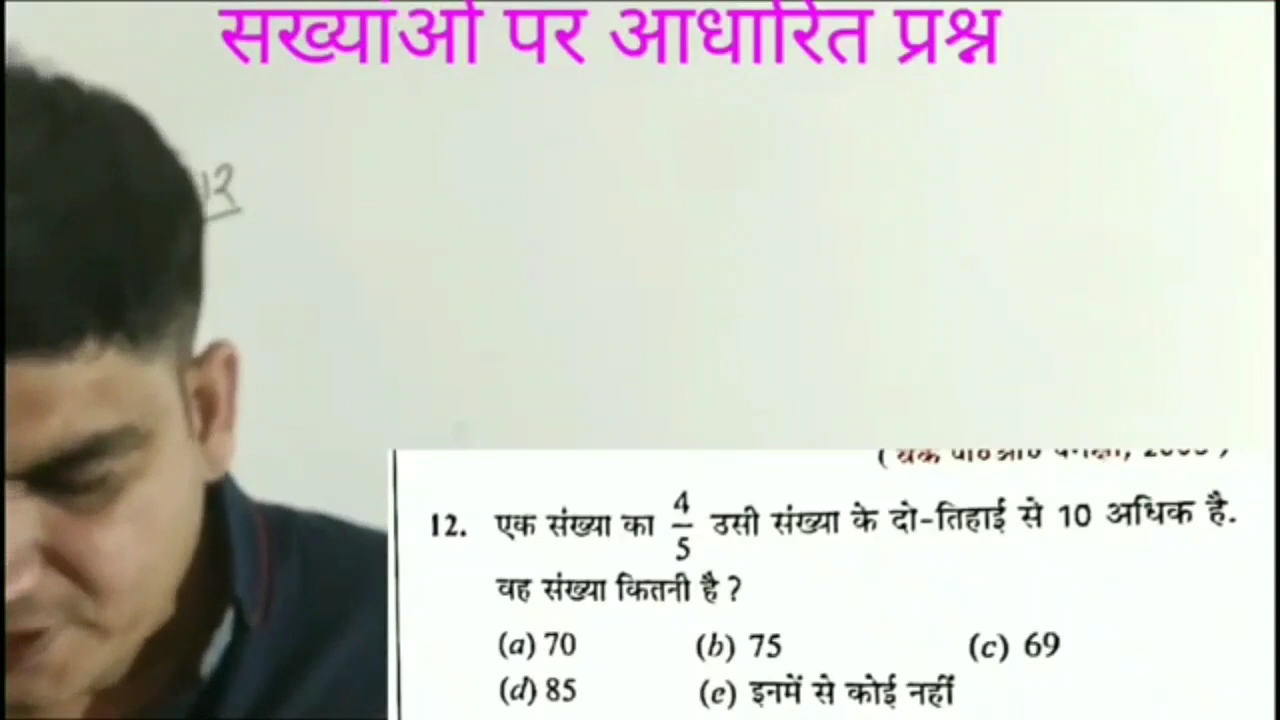 संख्याओं पर आधारित प्रश्न
12. एक संख्या का 4/5 उसी संख्या के दो-तिहाई से 10 अधिक है.
वह संख्या कितनी है ?
(a) 70 (b) 75 (c) 69
(d) 85 (e) इनमें से कोई नहीं